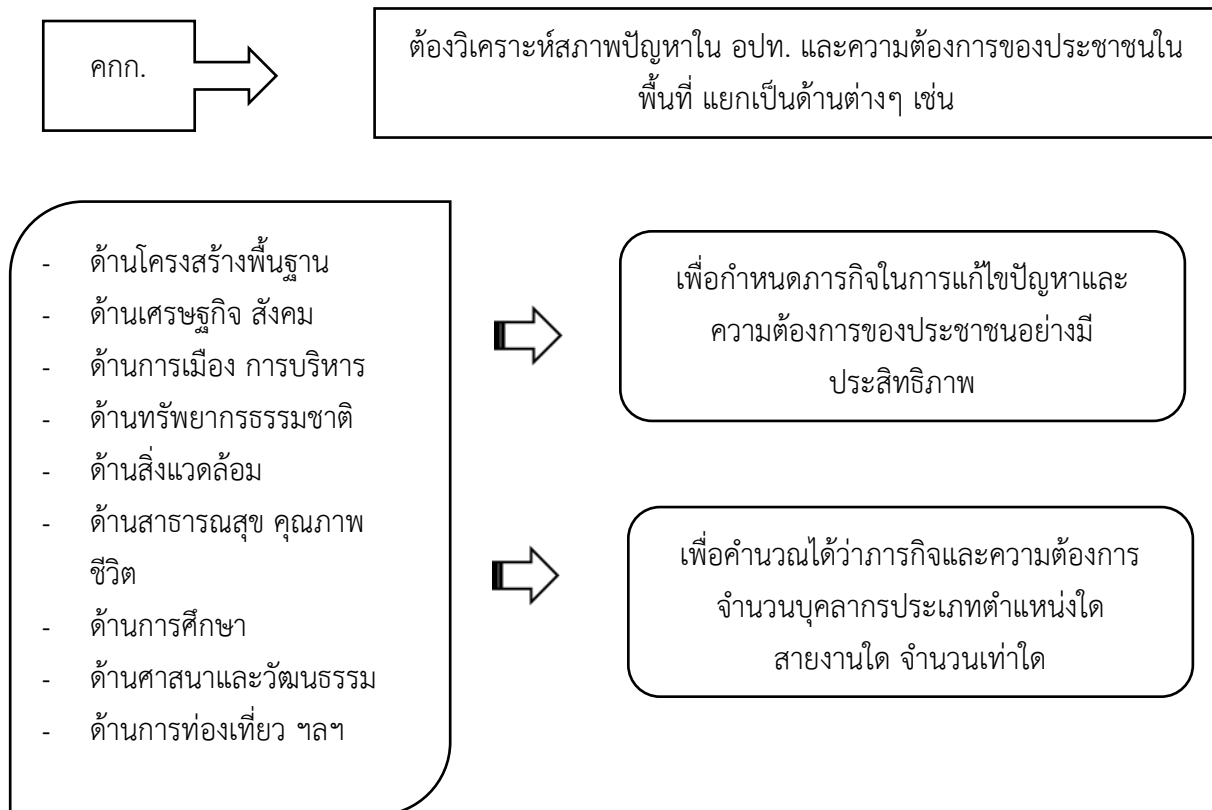 คกก.
ต้องวิเคราะห์สภาพปัญหาใน อปท. และความต้องการของประชาชนใน
พื้นที่ แยกเป็นด้านต่างๆ เช่น
- ด้านโครงสร้างพื้นฐาน
- ด้านเศรษฐกิจ สังคม
- ด้านการเมือง การบริหาร
- ด้านทรัพยากรธรรมชาติ
- ด้านสิ่งแวดล้อม
- ด้านสาธารณสุข คุณภาพ
ชีวิต
- ด้านการศึกษา
- ด้านศาสนาและวัฒนธรรม
- ด้านการท่องเที่ยว ฯลฯ
เพื่อกำหนดภารกิจในการแก้ไขปัญหาและ
ความต้องการของประชาชนอย่างมี
ประสิทธิภาพ
เพื่อคำนวณได้ว่าภารกิจและความต้องการ
จำนวนบุคลากรประเภทตำแหน่งใด
สายงานใด จำนวนเท่าใด